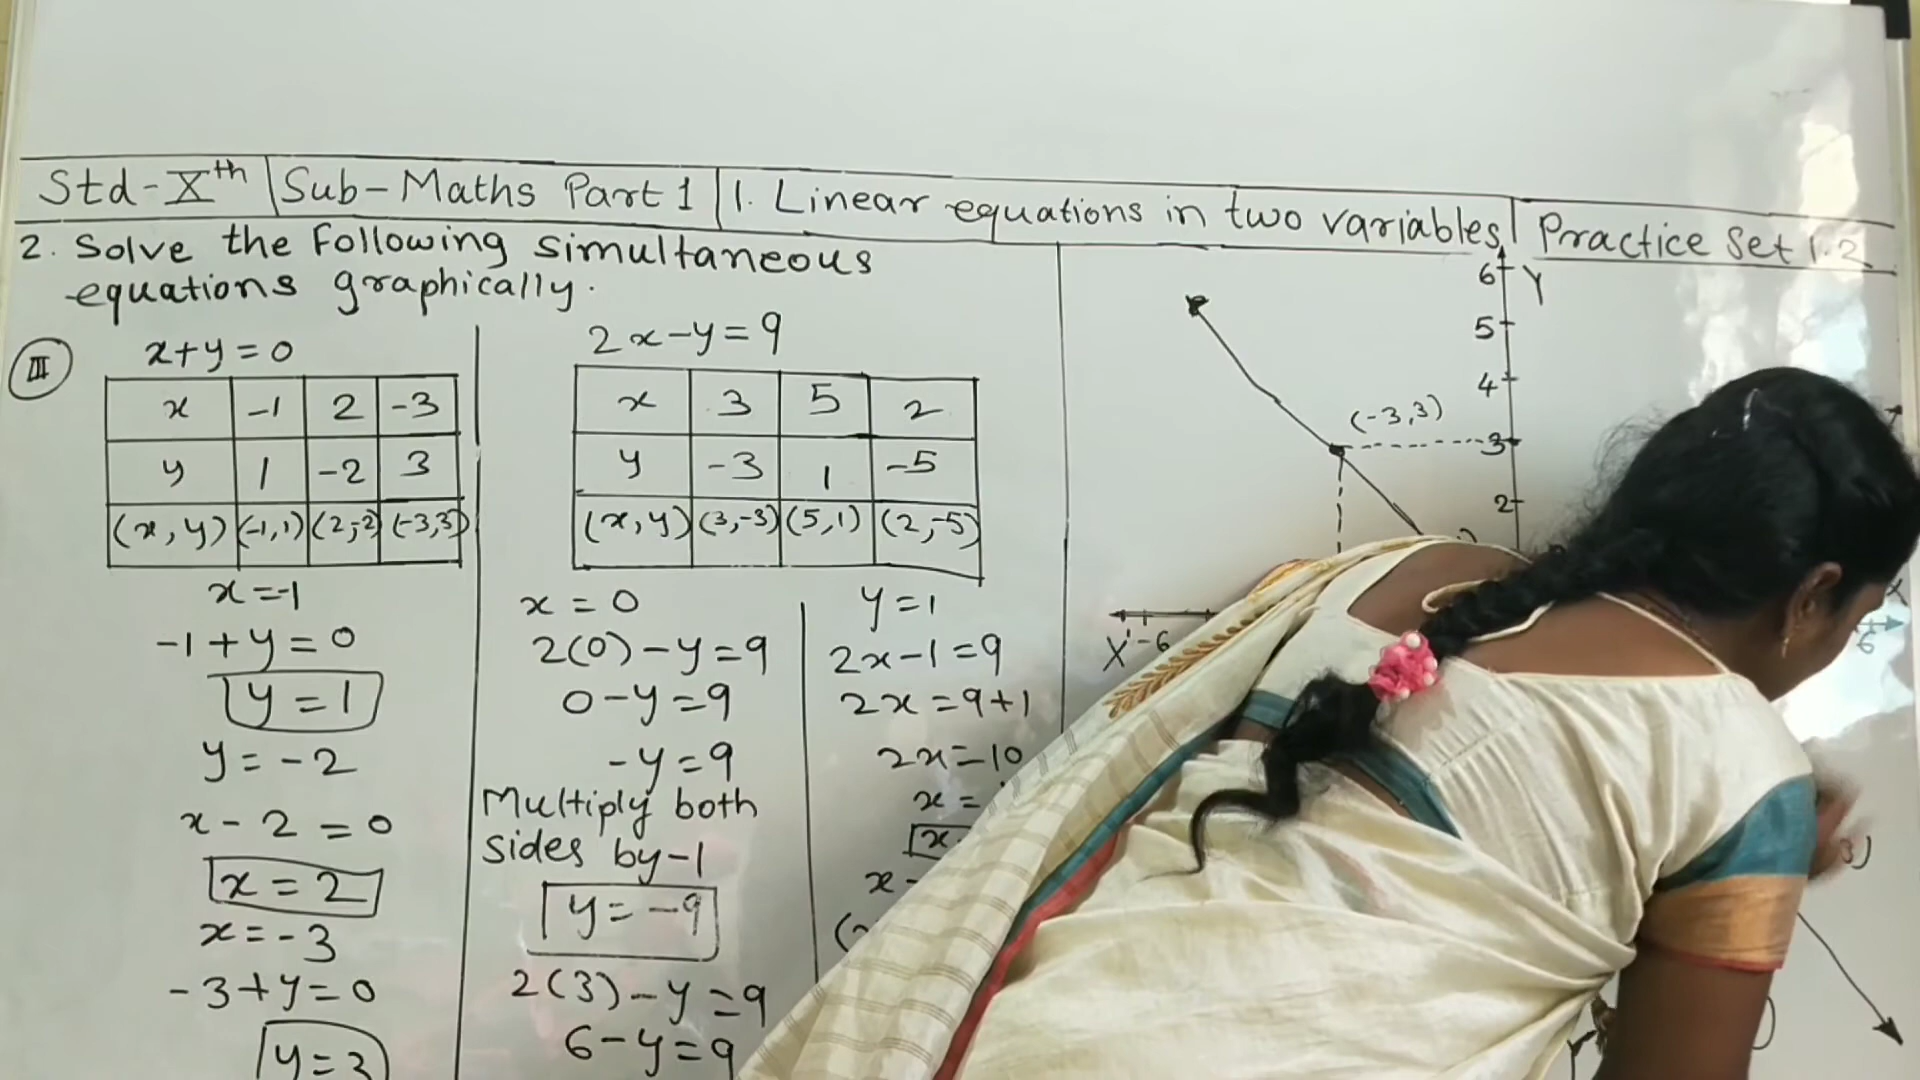 Std-Xth | Sub-Maths Part 1 | 1. Linear equations in two variables | Practice Set 1.2
2. Solve the Following simultaneous
equations graphically.
III
x+y=0
x -1 2 -3
y 1 -2 3
(x,y) (-1,1) (2,-2) (-3,3)
x=-1
-1+y=0
y=1
y=-2
x-2=0
x=2
x=-3
-3+y=0
y=3
2x-y=9
x 3 5 2
y -3 1 -5
(x,y) (3,-3) (5,1) (2,-5)
x=0
2(0)-y=9
0-y=9
-y=9
Multiply both
sides by-1
y=-9
2(3)-y=9
6-y=9
y=1
2x-1=9
2x=9+1
2x=10
x=
x
x-
6 Y
5
4
(-3,3)
3
2
X' -6
X
6
3)